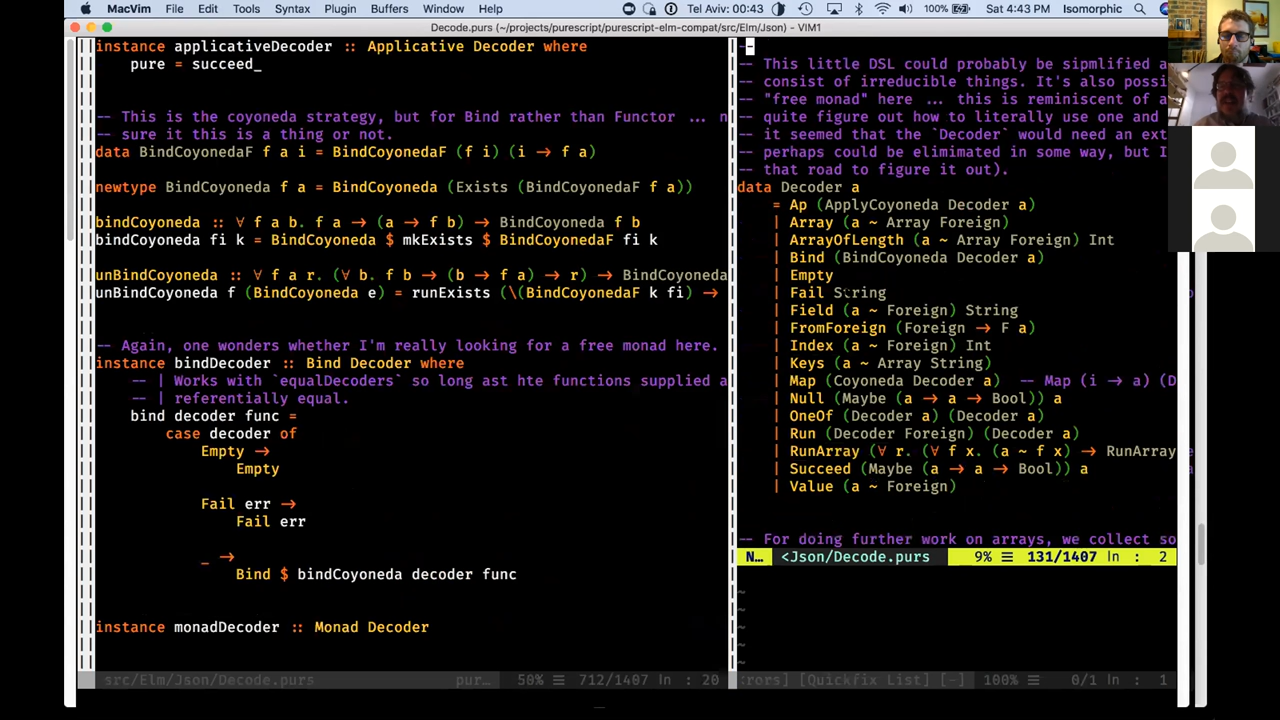 MacVim File Edit Tools Syntax Buffers Plugin Window Help Tel Aviv: 00:43 100% Sat 4:43 PM Isomorphic
Decode.purs (~/projects/purescript/purescript-elm-compat/src/Elm/Json) - VIM1
instance applicativeDecoder :: Applicative Decoder where
pure = succeed_
-- This is the coyoneda strategy, but for Bind rather than Functor ... n
-- sure it this is a thing or not.
data BindCoyonedaF f a i = BindCoyonedaF (f i) (i → f a)
newtype BindCoyoneda f a = BindCoyoneda (Exists (BindCoyonedaF f a))
bindCoyoneda :: ∀ f a b. f a → (a → f b) → BindCoyoneda f b
bindCoyoneda fi k = BindCoyoneda $ mkExists $ BindCoyonedaF fi k
unBindCoyoneda :: ∀ f a r. (∀ b. f b → (b → f a) → r) → BindCoyoneda
unBindCoyoneda f (BindCoyoneda e) = runExists (\(BindCoyonedaF k fi) →
-- Again, one wonders whether I'm really looking for a free monad here.
instance bindDecoder :: Bind Decoder where
-- | Works with `equalDecoders` so long ast hte functions supplied a
-- | referentially equal.
bind decoder func =
case decoder of
Empty →
Empty
Fail err →
Fail err
_ →
Bind $ bindCoyoneda decoder func
instance monadDecoder :: Monad Decoder
src/Elm/Json/Decode.purs pur… 50% ☰ 712/1407 ln : 20
--
-- This little DSL could probably be sipmlified a
-- consist of irreducible things. It's also possi
-- "free monad" here ... this is reminiscent of a
-- quite figure out how to literally use one and
-- it seemed that the `Decoder` would need an ext
-- perhaps could be elimimated in some way, but I
-- that road to figure it out).
data Decoder a
= Ap (ApplyCoyoneda Decoder a)
| Array (a ~ Array Foreign)
| ArrayOfLength (a ~ Array Foreign) Int
| Bind (BindCoyoneda Decoder a)
| Empty
| Fail String
| Field (a ~ Foreign) String
| FromForeign (Foreign → F a)
| Index (a ~ Foreign) Int
| Keys (a ~ Array String)
| Map (Coyoneda Decoder a) -- Map (i → a) (D
| Null (Maybe (a → a → Bool)) a
| OneOf (Decoder a) (Decoder a)
| Run (Decoder Foreign) (Decoder a)
| RunArray (∀ r. (∀ f x. (a ~ f x) → RunArray
| Succeed (Maybe (a → a → Bool)) a
| Value (a ~ Foreign)
-- For doing further work on arrays, we collect so
N… <Json/Decode.purs 9% ☰ 131/1407 ln : 2
~
~
~
~
~
:rors] [Quickfix List] [-] 100% ☰ 0/1 ln : 1